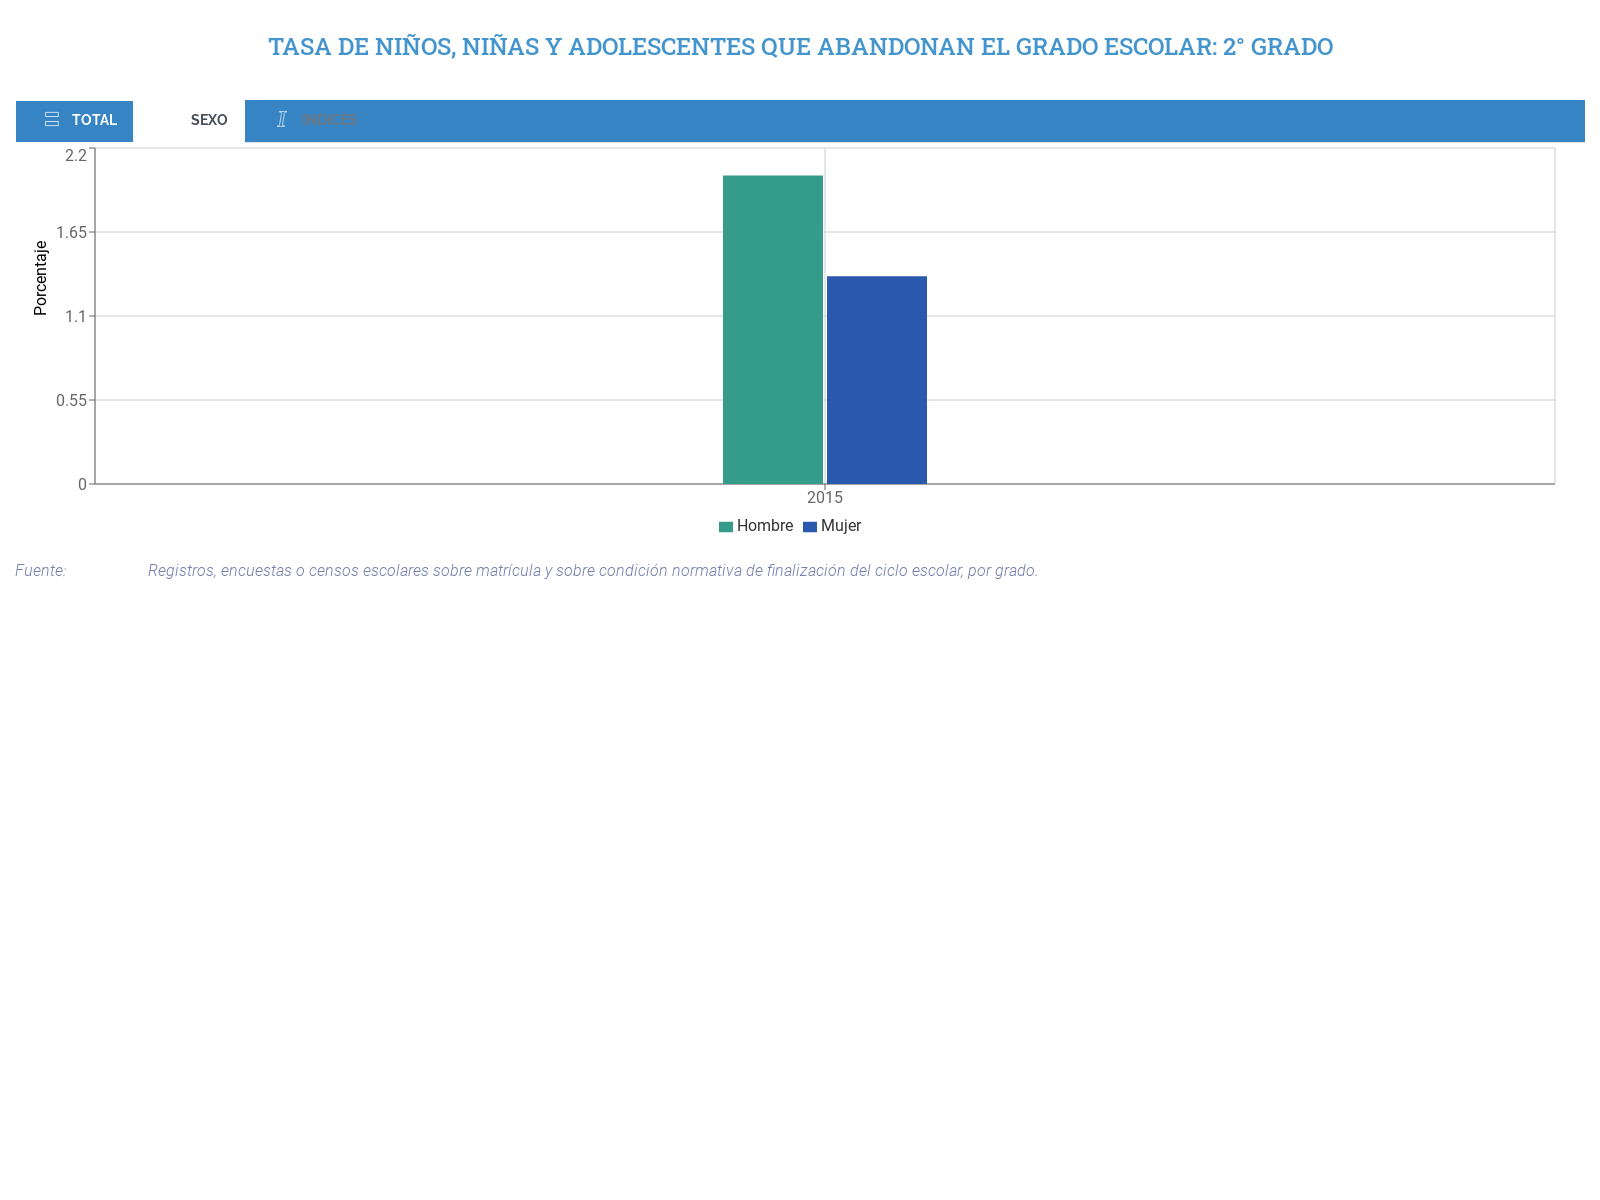 TASA DE NIÑOS, NIÑAS Y ADOLESCENTES QUE ABANDONAN EL GRADO ESCOLAR: 2° GRADO
TOTAL SEXO INDICES
2.2
1.65
1.1
0.55
0
Porcentaje
2015
Hombre Mujer
Fuente: Registros, encuestas o censos escolares sobre matrícula y sobre condición normativa de finalización del ciclo escolar, por grado.